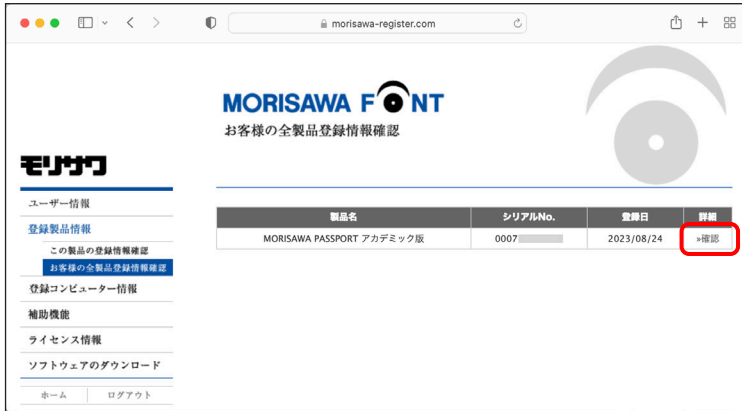 morisawa-register.com
MORISAWA FONT
お客様の全製品登録情報確認
モリサワ
ユーザー情報
登録製品情報
この製品の登録情報確認
お客様の全製品登録情報確認
登録コンピューター情報
補助機能
ライセンス情報
ソフトウェアのダウンロード
ホーム ログアウト
製品名 シリアルNo. 登録日 詳細
MORISAWA PASSPORT アカデミック版 0007 2023/08/24 »確認